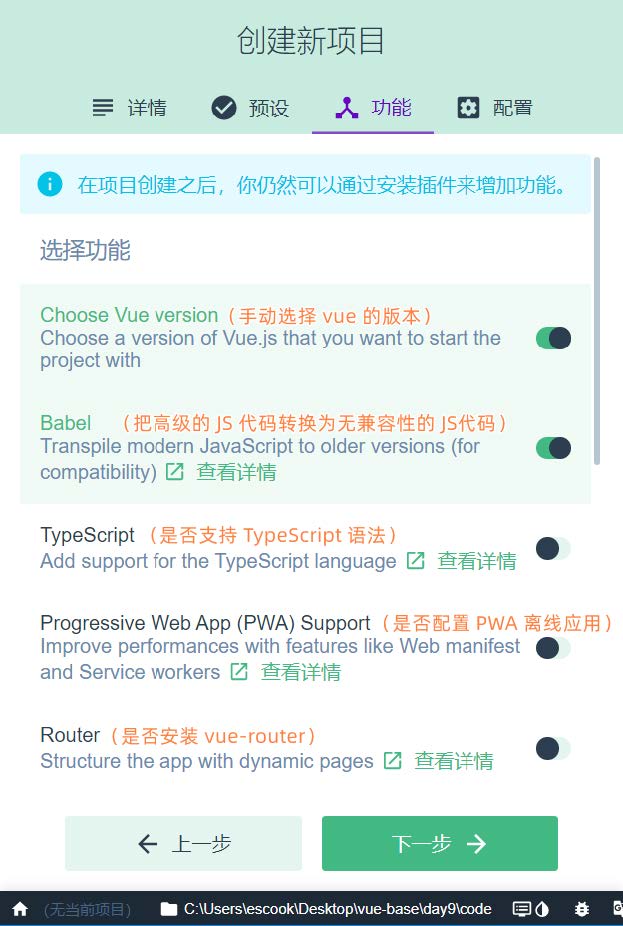 创建新项目
详情 预设 功能 配置
在项目创建之后，你仍然可以通过安装插件来增加功能。
选择功能
Choose Vue version（手动选择 vue 的版本）
Choose a version of Vue.js that you want to start the
project with
Babel （把高级的 JS 代码转换为无兼容性的 JS代码）
Transpile modern JavaScript to older versions (for
compatibility) 查看详情
TypeScript （是否支持 TypeScript 语法）
Add support for the TypeScript language 查看详情
Progressive Web App (PWA) Support（是否配置 PWA 离线应用）
Improve performances with features like Web manifest
and Service workers 查看详情
Router（是否安装 vue-router）
Structure the app with dynamic pages 查看详情
上一步 下一步
(无当前项目) C:\Users\escook\Desktop\vue-base\day9\code